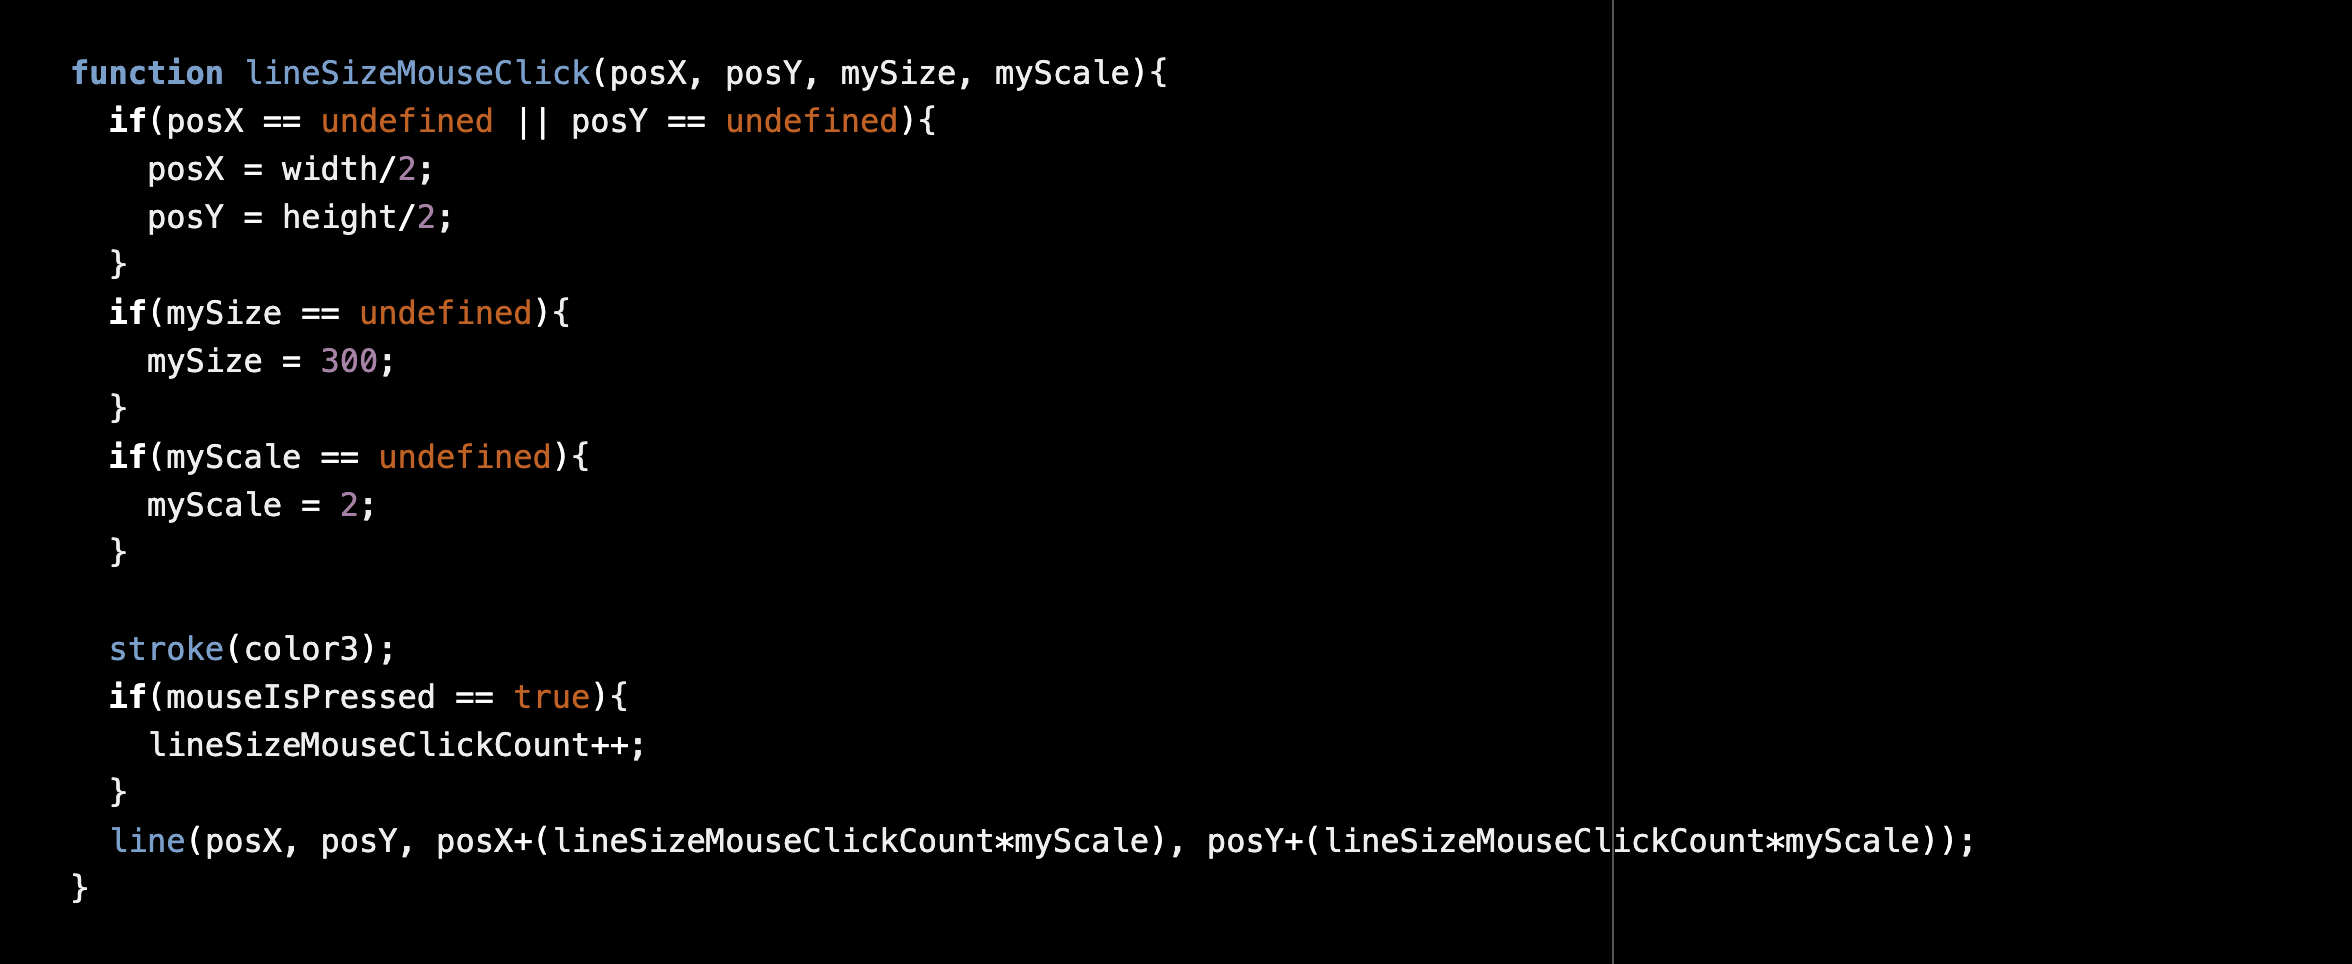 function lineSizeMouseClick(posX, posY, mySize, myScale){
  if(posX == undefined || posY == undefined){
    posX = width/2;
    posY = height/2;
  }
  if(mySize == undefined){
    mySize = 300;
  }
  if(myScale == undefined){
    myScale = 2;
  }

  stroke(color3);
  if(mouseIsPressed == true){
    lineSizeMouseClickCount++;
  }
  line(posX, posY, posX+(lineSizeMouseClickCount*myScale), posY+(lineSizeMouseClickCount*myScale));
}